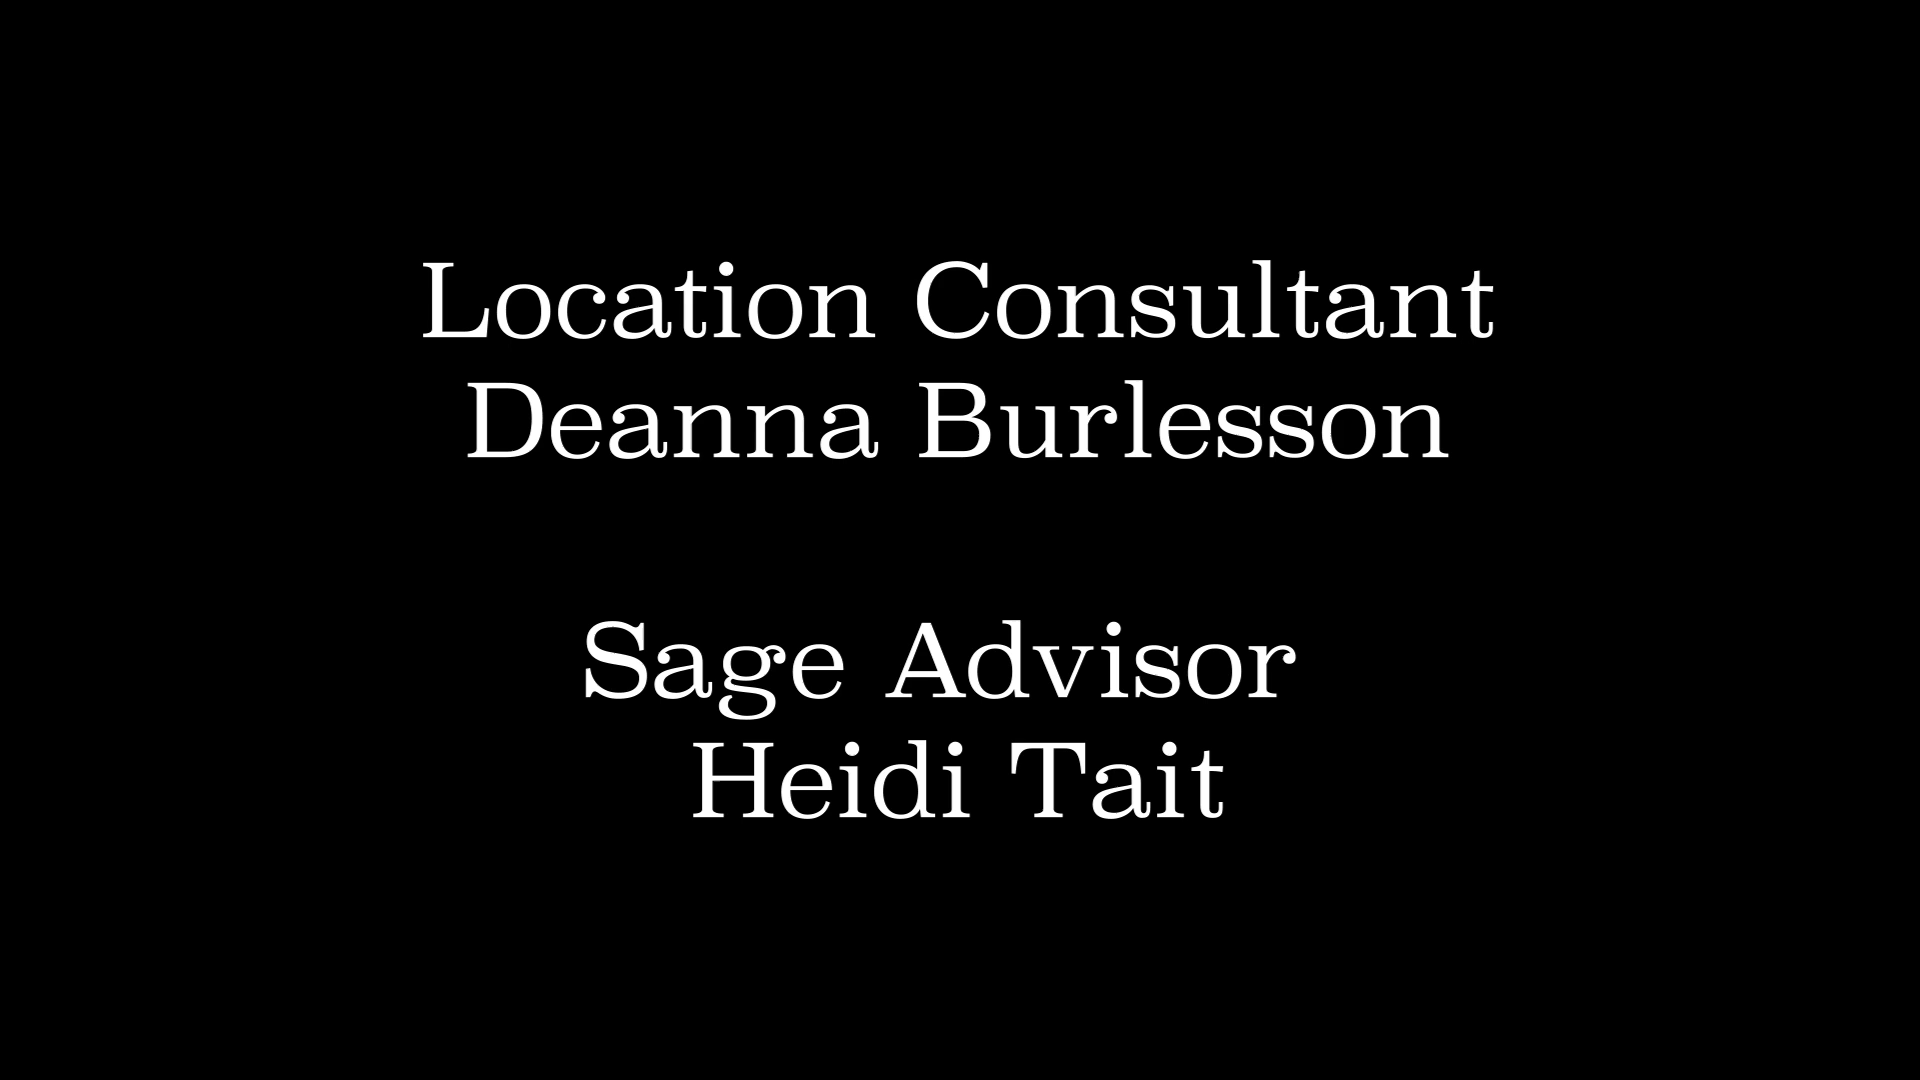 Location Consultant
Deanna Burlesson
Sage Advisor
Heidi Tait